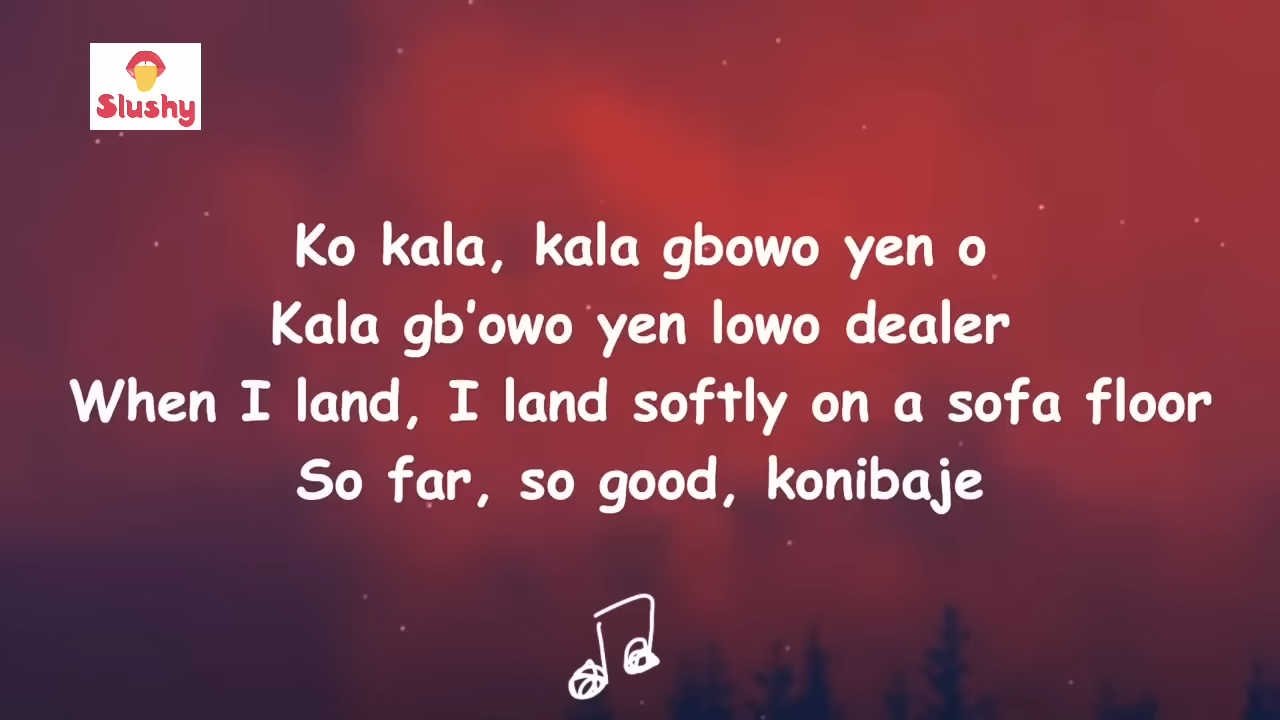 Slushy
Ko kala, kala gbowo yen o
Kala gb'owo yen lowo dealer
When I land, I land softly on a sofa floor
So far, so good, konibaje